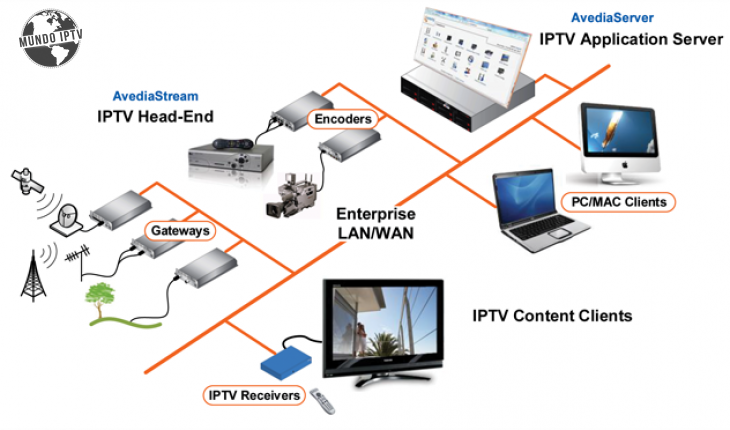 MUNDO IPTV
AvediaServer
IPTV Application Server
AvediaStream
IPTV Head-End
Encoders
PC/MAC Clients
Enterprise
LAN/WAN
Gateways
IPTV Content Clients
IPTV Receivers